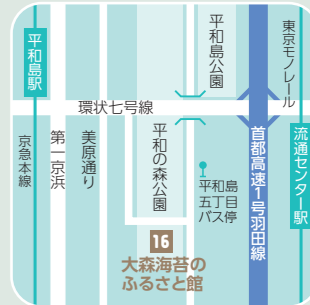 平和島駅
京急本線
第一京浜
環状七号線
美原通り
平和の森公園
平和島公園
平和島
五丁目
バス停
首都高速1号羽田線
東京モノレール
流通センター駅
16
大森海苔の
ふるさと館